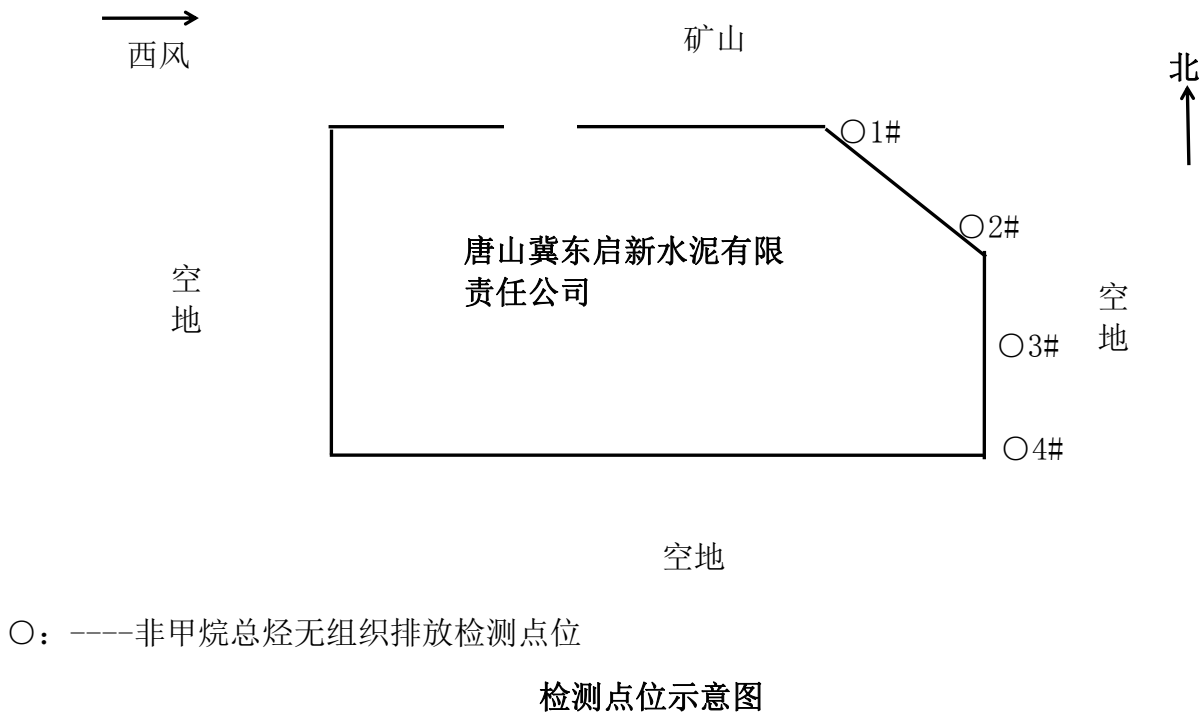 西风
矿山
北
○1#
○2#
唐山冀东启新水泥有限
责任公司
空
地
空
地
○3#
○4#
空地
○：----非甲烷总烃无组织排放检测点位
检测点位示意图